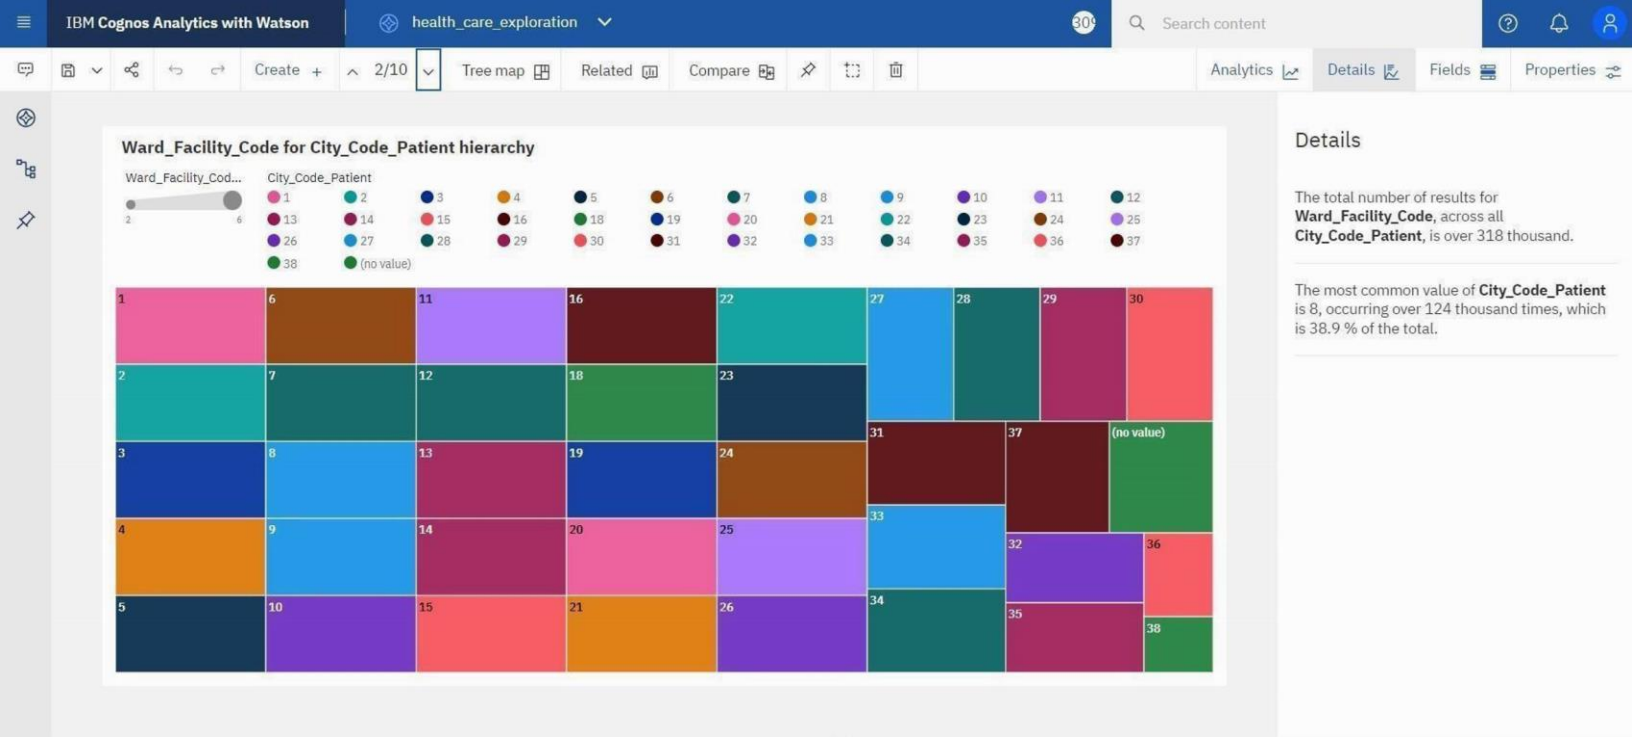 IBM Cognos Analytics with Watson
health_care_exploration
Search content
Create +
2/10
Tree map
Related
Compare
Analytics
Details
Fields
Properties
Ward_Facility_Code for City_Code_Patient hierarchy
Ward_Facility_Cod...
2 6
City_Code_Patient
1 2 3 4 5 6 7 8 9 10 11 12
13 14 15 16 18 19 20 21 22 23 24 25
26 27 28 29 30 31 32 33 34 35 36 37
38 (no value)
1 6 11 16 22 27 28 29 30
2 7 12 18 23
31 37 (no value)
3 8 13 19 24
33
4 9 14 20 25
32 36
34
5 10 15 21 26
35
38
Details
The total number of results for
Ward_Facility_Code, across all
City_Code_Patient, is over 318 thousand.
The most common value of City_Code_Patient
is 8, occurring over 124 thousand times, which
is 38.9 % of the total.